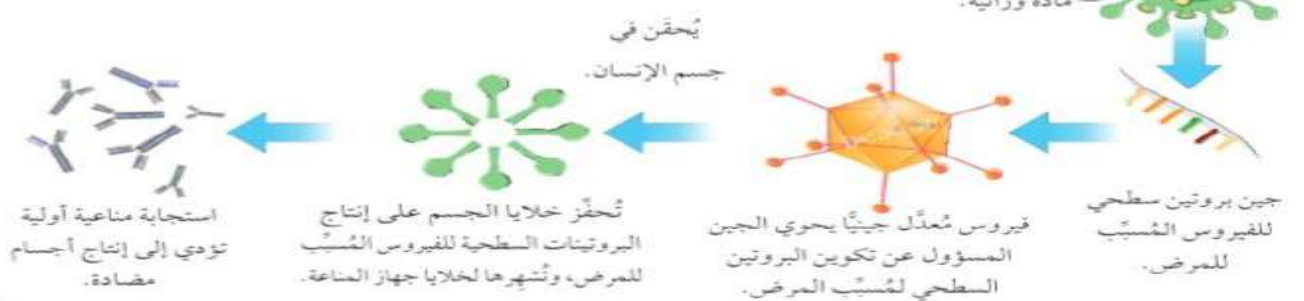 مادة وراثية.
يُحقَن في
جسم الإنسان.
جين بروتين سطحي
للفيروس المُسبِّب
للمرض.
فيروس مُعدَّل جينيًّا يحوي الجين
المسؤول عن تكوين البروتين
السطحي لمُسبِّب المرض.
تُحفِّز خلايا الجسم على إنتاج
البروتينات السطحية للفيروس المُسبِّب
للمرض، وتُشهِرها لخلايا جهاز المناعة.
استجابة مناعية أولية
تؤدي إلى إنتاج أجسام
مضادة.